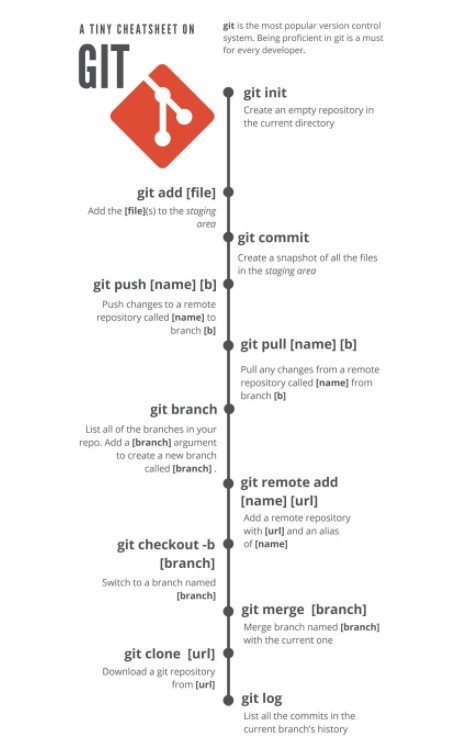 A TINY CHEATSHEET ON
GIT
git is the most popular version control
system. Being proficient in git is a must
for every developer.
git init
Create an empty repository in
the current directory
git add [file]
Add the [file](s) to the staging
area
git commit
Create a snapshot of all the files
in the staging area
git push [name] [b]
Push changes to a remote
repository called [name] to
branch [b]
git pull [name] [b]
Pull any changes from a remote
repository called [name] from
branch [b]
git branch
List all of the branches in your
repo. Add a [branch] argument
to create a new branch
called [branch] .
git remote add
[name] [url]
Add a remote repository
with [url] and an alias
of [name]
git checkout -b
[branch]
Switch to a branch named
[branch]
git merge [branch]
Merge branch named [branch]
with the current one
git clone [url]
Download a git repository
from [url]
git log
List all the commits in the
current branch's history